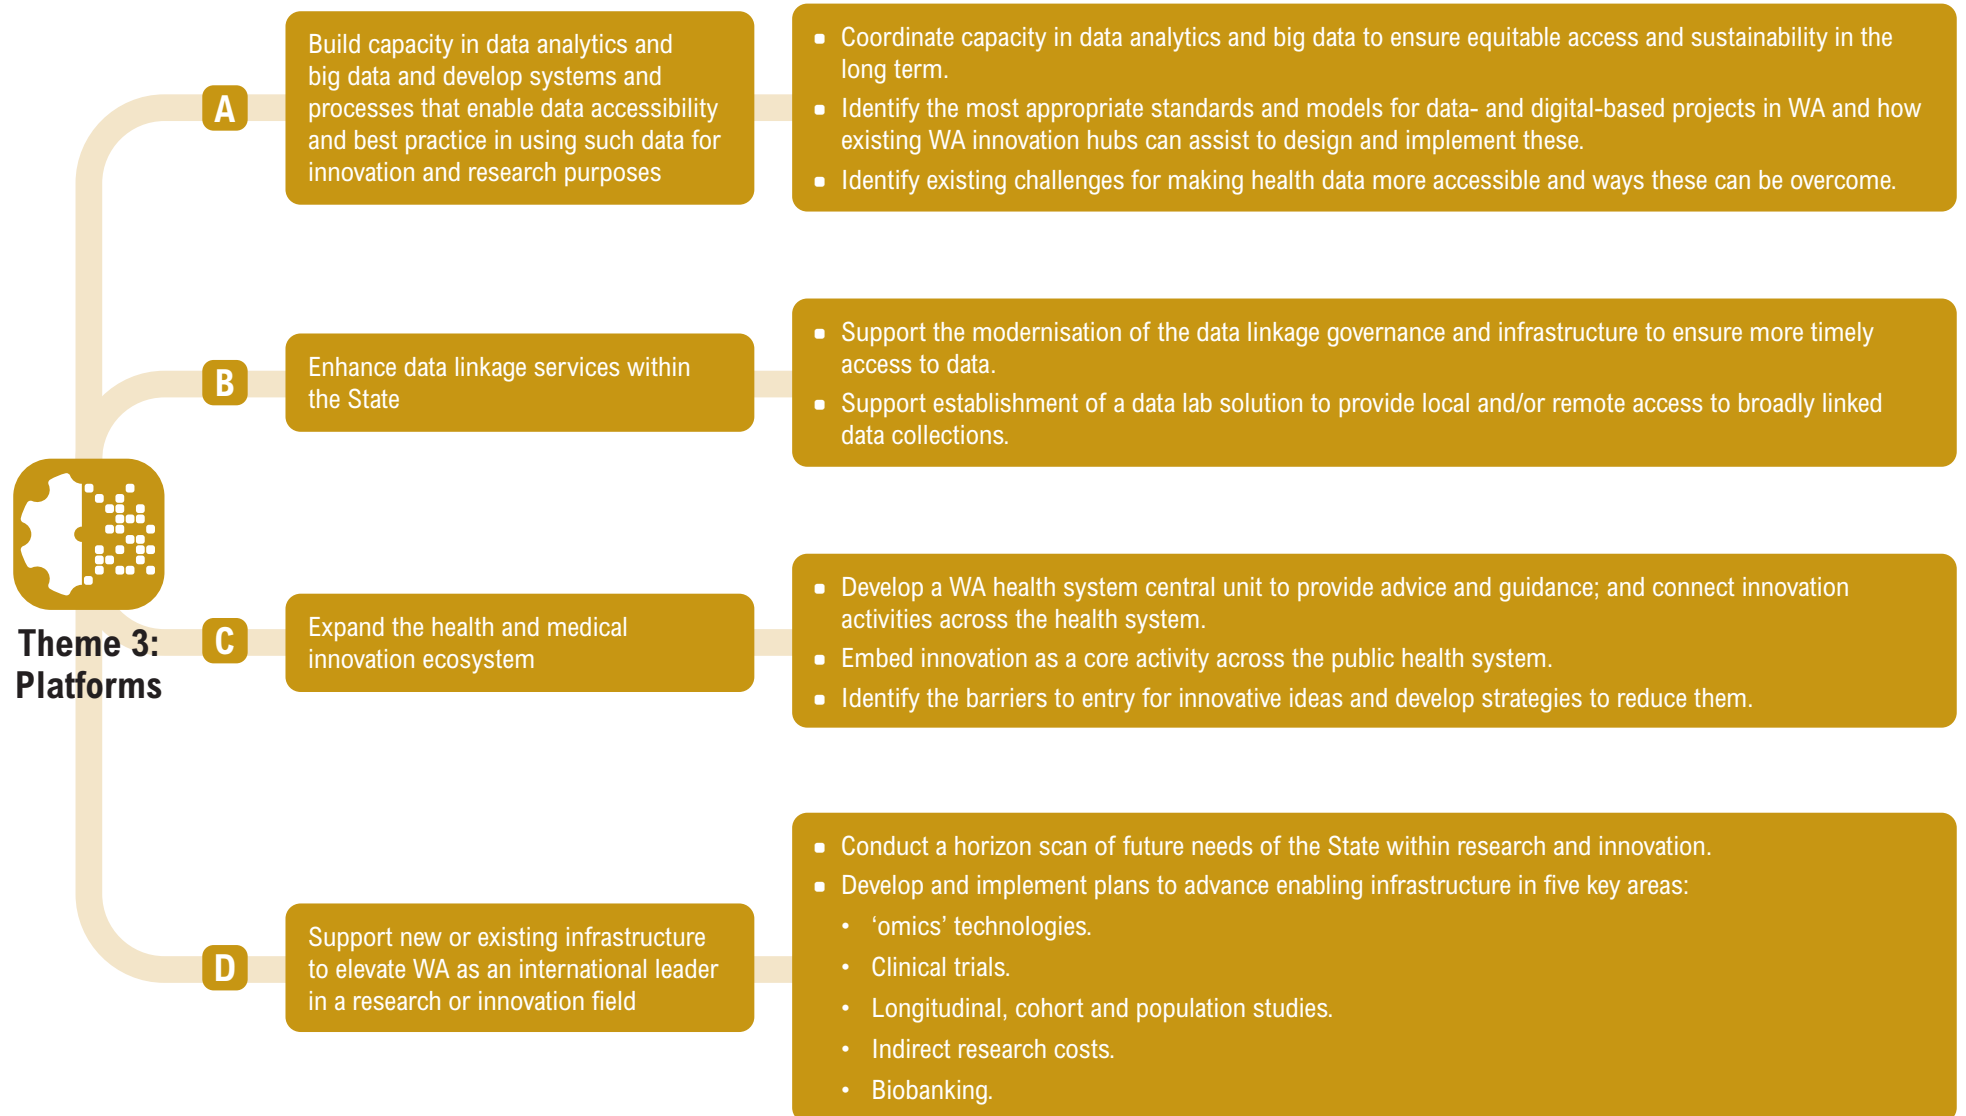 Theme 3:
Platforms
A
Build capacity in data analytics and
big data and develop systems and
processes that enable data accessibility
and best practice in using such data for
innovation and research purposes
Coordinate capacity in data analytics and big data to ensure equitable access and sustainability in the
long term.
Identify the most appropriate standards and models for data- and digital-based projects in WA and how
existing WA innovation hubs can assist to design and implement these.
Identify existing challenges for making health data more accessible and ways these can be overcome.
B
Enhance data linkage services within
the State
Support the modernisation of the data linkage governance and infrastructure to ensure more timely
access to data.
Support establishment of a data lab solution to provide local and/or remote access to broadly linked
data collections.
C
Expand the health and medical
innovation ecosystem
Develop a WA health system central unit to provide advice and guidance; and connect innovation
activities across the health system.
Embed innovation as a core activity across the public health system.
Identify the barriers to entry for innovative ideas and develop strategies to reduce them.
D
Support new or existing infrastructure
to elevate WA as an international leader
in a research or innovation field
Conduct a horizon scan of future needs of the State within research and innovation.
Develop and implement plans to advance enabling infrastructure in five key areas:
• ‘omics’ technologies.
• Clinical trials.
• Longitudinal, cohort and population studies.
• Indirect research costs.
• Biobanking.